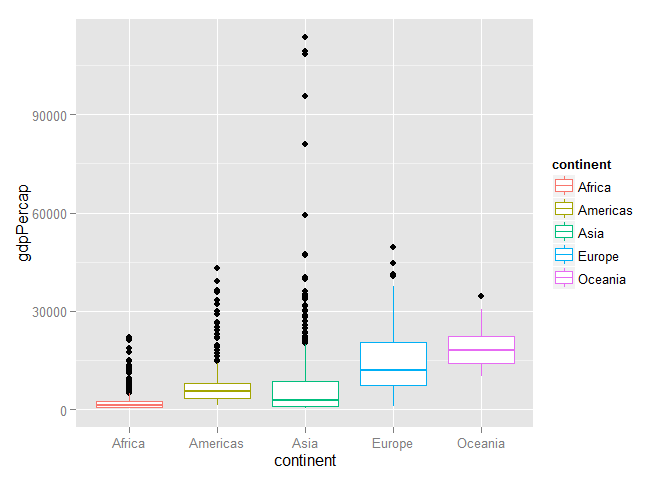 gdpPercap
90000
60000
30000
0
Africa
Americas
Asia
Europe
Oceania
continent
continent
Africa
Americas
Asia
Europe
Oceania